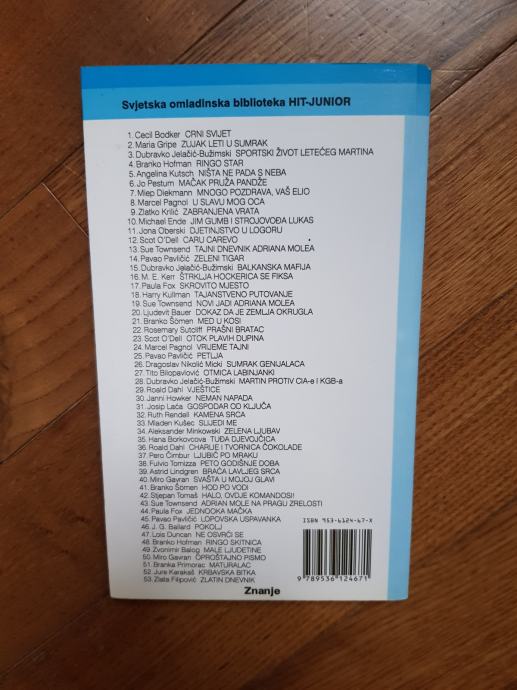 Svjetska omladinska biblioteka HIT-JUNIOR
1. Cecil Bodker CRNI SVIJET
2. Maria Gripe ZUJAK LETI U SUMRAK
3. Dubravko Jelačić-Bužimski SPORTSKI ŽIVOT LETEĆEG MARTINA
4. Branko Hofman RINGO STAR
5. Angelina Kutsch NIŠTA NE PADA S NEBA
6. Jo Pestum MAČAK PRUŽA PANDŽE
7. Miep Diekmann MNOGO POZDRAVA, VAŠ ELIO
8. Marcel Pagnol U SLAVU MOG OCA
9. Zlatko Krilić ZABRANJENA VRATA
10. Michael Ende JIM GUMB I STROJOVOĐA LUKAS
11. Jona Oberski DJETINJSTVO U LOGORU
12. Scot O'Dell CARU CAREVO
13. Sue Townsend TAJNI DNEVNIK ADRIANA MOLEA
14. Pavao Pavličić ZELENI TIGAR
15. Dubravko Jelačić-Bužimski BALKANSKA MAFIJA
16. M. E. Kerr ŠTRKLJA HOCKERICA SE FIKSA
17. Paula Fox SKROVITO MJESTO
18. Harry Kullman TAJANSTVENO PUTOVANJE
19. Sue Townsend NOVI JADI ADRIANA MOLEA
20. Ljudevit Bauer DOKAZ DA JE ZEMLJA OKRUGLA
21. Branko Šömen MED U KOSI
22. Rosemary Sutcliff PRAŠNI BRATAC
23. Scot O'Dell OTOK PLAVIH DUPINA
24. Marcel Pagnol VRIJEME TAJNI
25. Pavao Pavličić PETLJA
26. Dragoslav Nikolić Micki SUMRAK GENIJALACA
27. Tito Bilopavlović OTMICA LABINJANKI
28. Dubravko Jelačić-Bužimski MARTIN PROTIV CIA-e I KGB-a
29. Roald Dahl VJEŠTICE
30. Janni Howker NEMAN NAPADA
31. Josip Laća GOSPODAR OD KLJUČA
32. Ruth Rendell KAMENA SRCA
33. Mladen Kušec SLIJEDI ME
34. Aleksander Minkowski ZELENA LJUBAV
35. Hana Borkovcova TUĐA DJEVOJČICA
36. Roald Dahl CHARLIE I TVORNICA ČOKOLADE
37. Pero Čimbur LJUBIĆ PO MRAKU
38. Fulvio Tomizza PETO GODIŠNJE DOBA
39. Astrid Lindgren BRAĆA LAVLJEG SRCA
40. Miro Gavran SVAŠTA U MOJOJ GLAVI
41. Branko Šömen HOD PO VODI
42. Stjepan Tomaš HALO, OVDJE KOMANDOSI!
43. Sue Townsend ADRIAN MOLE NA PRAGU ZRELOSTI
44. Paula Fox JEDNOOKA MAČKA
45. Pavao Pavličić LOPOVSKA USPAVANKA
46. J. G. Ballard POKOLJ
47. Lois Duncan NE OSVRĆI SE
48. Branko Hofman RINGO SKITNICA
49. Zvonimir Balog MALE LJUDETINE
50. Miro Gavran OPROŠTAJNO PISMO
51. Branka Primorac MATURALAC
52. Jure Karakaš KRBAVSKA BITKA
53. Zlata Filipović ZLATIN DNEVNIK
ISBN 953-6124-67-X
9 789536 124671
Znanje